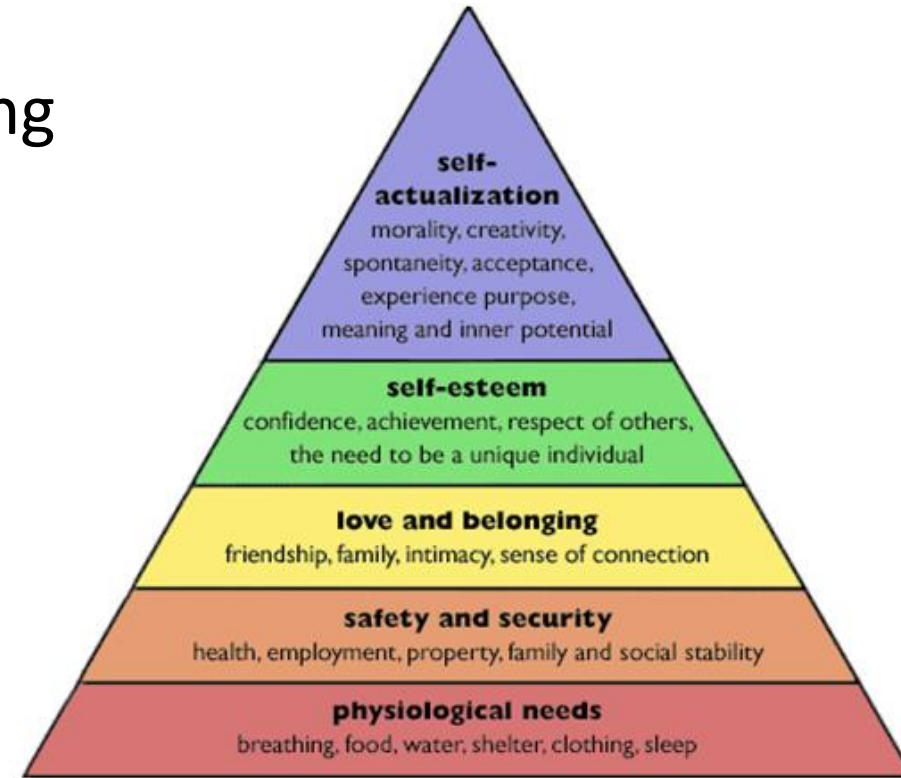 ng
self-
actualization
morality, creativity,
spontaneity, acceptance,
experience purpose,
meaning and inner potential
self-esteem
confidence, achievement, respect of others,
the need to be a unique individual
love and belonging
friendship, family, intimacy, sense of connection
safety and security
health, employment, property, family and social stability
physiological needs
breathing, food, water, shelter, clothing, sleep